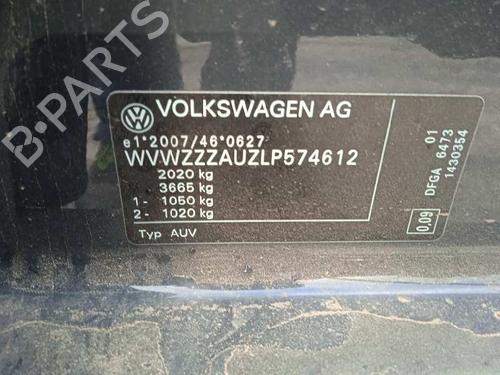 VOLKSWAGEN AG
e1*2007/46*0627
WVWZZZAUZLP574612
2020 kg
3665 kg
1- 1050 kg
2- 1020 kg
Typ AUV
01
DFGA 6473
1430354
0,09
B-PARTS